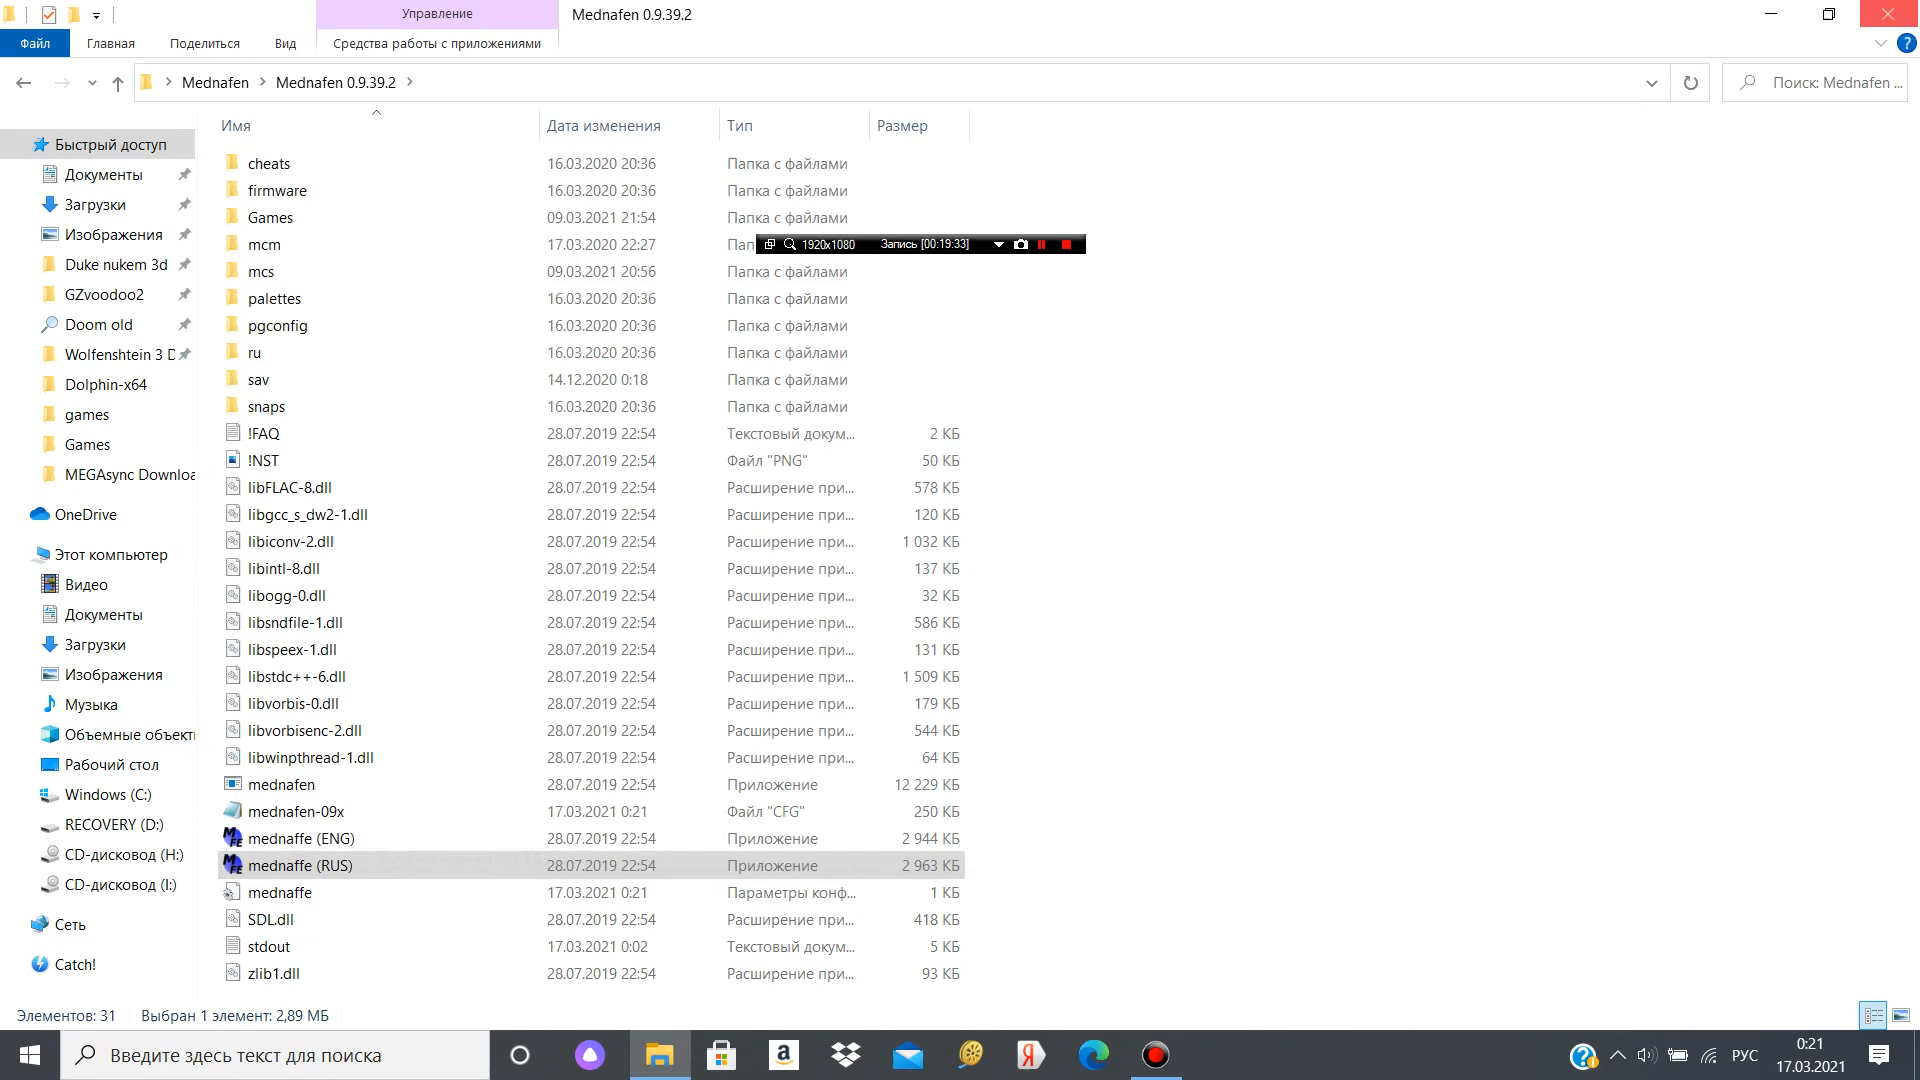 Управление
Mednafen 0.9.39.2
Файл
Главная
Поделиться
Вид
Средства работы с приложениями
Mednafen
Mednafen 0.9.39.2
Поиск: Mednafen ...
Имя
Дата изменения
Тип
Размер
Быстрый доступ
Документы
Загрузки
Изображения
Duke nukem 3d
GZvoodoo2
Doom old
Wolfenshtein 3 D
Dolphin-x64
games
Games
MEGAsync Downloa
OneDrive
Этот компьютер
Видео
Документы
Загрузки
Изображения
Музыка
Объемные объект
Рабочий стол
Windows (C:)
RECOVERY (D:)
CD-дисковод (H:)
CD-дисковод (I:)
Сеть
Catch!
cheats 16.03.2020 20:36 Папка с файлами
firmware 16.03.2020 20:36 Папка с файлами
Games 09.03.2021 21:54 Папка с файлами
mcm 17.03.2020 22:27 Пап
1920x1080 Запись [00:19:33]
mcs 09.03.2021 20:56 Папка с файлами
palettes 16.03.2020 20:36 Папка с файлами
pgconfig 16.03.2020 20:36 Папка с файлами
ru 16.03.2020 20:36 Папка с файлами
sav 14.12.2020 0:18 Папка с файлами
snaps 16.03.2020 20:36 Папка с файлами
!FAQ 28.07.2019 22:54 Текстовый докум... 2 КБ
!NST 28.07.2019 22:54 Файл "PNG" 50 КБ
libFLAC-8.dll 28.07.2019 22:54 Расширение при... 578 КБ
libgcc_s_dw2-1.dll 28.07.2019 22:54 Расширение при... 120 КБ
libiconv-2.dll 28.07.2019 22:54 Расширение при... 1 032 КБ
libintl-8.dll 28.07.2019 22:54 Расширение при... 137 КБ
libogg-0.dll 28.07.2019 22:54 Расширение при... 32 КБ
libsndfile-1.dll 28.07.2019 22:54 Расширение при... 586 КБ
libspeex-1.dll 28.07.2019 22:54 Расширение при... 131 КБ
libstdc++-6.dll 28.07.2019 22:54 Расширение при... 1 509 КБ
libvorbis-0.dll 28.07.2019 22:54 Расширение при... 179 КБ
libvorbisenc-2.dll 28.07.2019 22:54 Расширение при... 544 КБ
libwinpthread-1.dll 28.07.2019 22:54 Расширение при... 64 КБ
mednafen 28.07.2019 22:54 Приложение 12 229 КБ
mednafen-09x 17.03.2021 0:21 Файл "CFG" 250 КБ
mednaffe (ENG) 28.07.2019 22:54 Приложение 2 944 КБ
mednaffe (RUS) 28.07.2019 22:54 Приложение 2 963 КБ
mednaffe 17.03.2021 0:21 Параметры конф... 1 КБ
SDL.dll 28.07.2019 22:54 Расширение при... 418 КБ
stdout 17.03.2021 0:02 Текстовый докум... 5 КБ
zlib1.dll 28.07.2019 22:54 Расширение при... 93 КБ
Элементов: 31
Выбран 1 элемент: 2,89 МБ
Введите здесь текст для поиска
РУС
0:21
17.03.2021